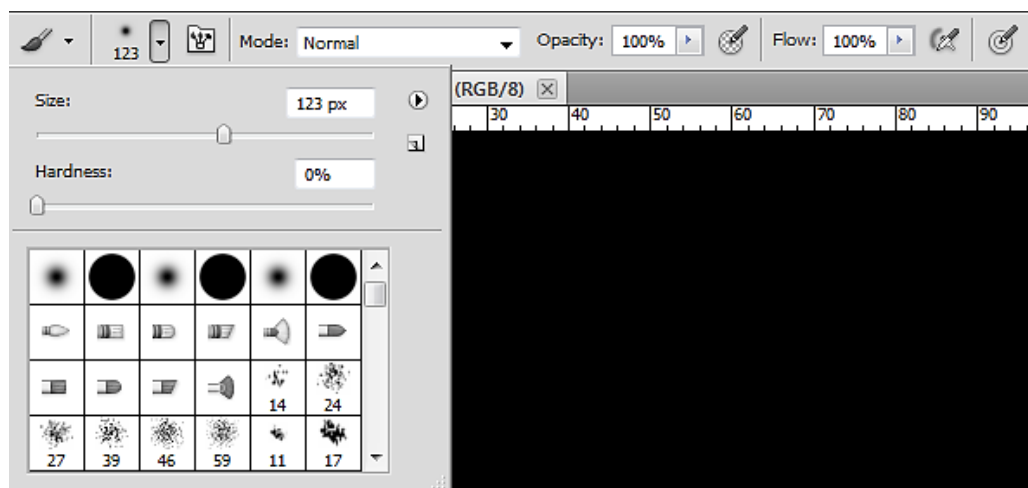 123 Mode: Normal Opacity: 100% Flow: 100%
(RGB/8)
Size: 123 px
30 40 50 60 70 80 90
Hardness: 0%
14 24
27 39 46 59 11 17